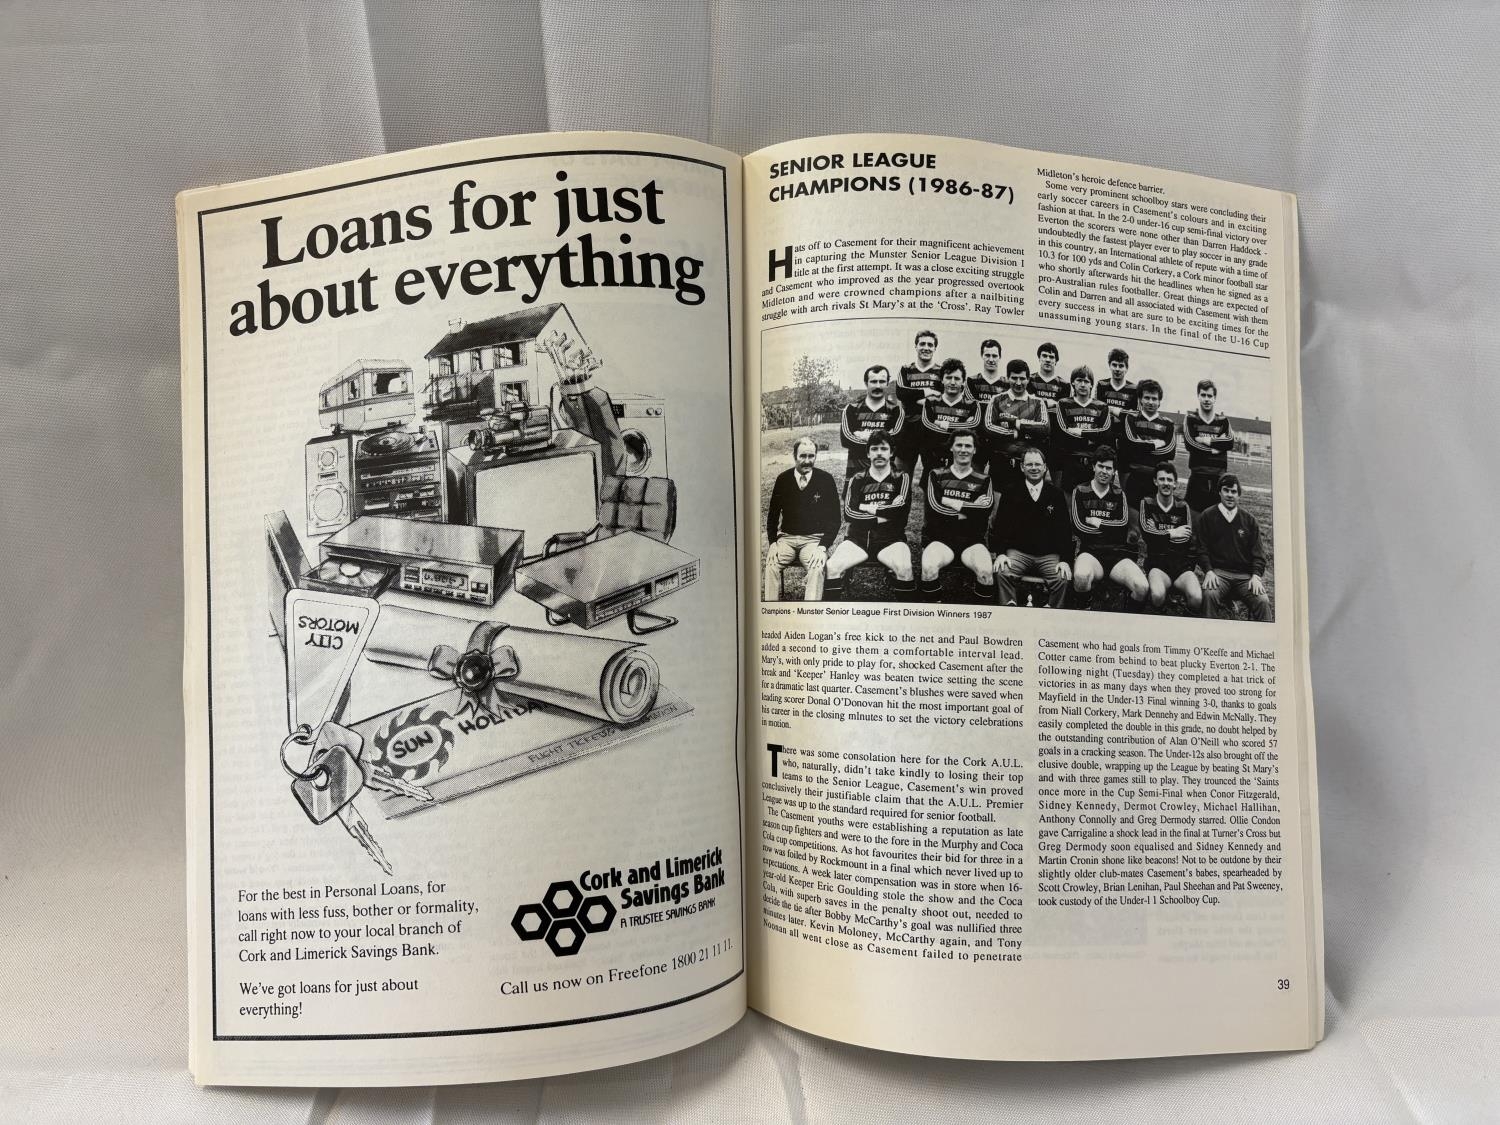 Loans for just
about everything
CITY
MOTORS
SUN
HOLIDA
FLIGHT TICKETS
For the best in Personal Loans, for
loans with less fuss, bother or formality,
call right now to your local branch of
Cork and Limerick Savings Bank.
We've got loans for just about
everything!
Cork and Limerick
Savings Bank
A TRUSTEE SAVINGS BANK
Call us now on Freefone 1800 21 11 11.
SENIOR LEAGUE
CHAMPIONS (1986-87)
Hats off to Casement for their magnificent achievement
in capturing the Munster Senior League Division I
title at the first attempt. It was a close exciting struggle
and Casement who improved as the year progressed overtook
Midleton and were crowned champions after a nailbiting
struggle with arch rivals St Mary's at the 'Cross'. Ray Towler
HORSE
HORSE
HORSE
HORSE
HORSE
HORSE
HORSE
HORSE
HORSE
HORSE
HORSE
HORSE
Champions - Munster Senior League First Division Winners 1987
headed Aiden Logan's free kick to the net and Paul Bowdren
added a second to give them a comfortable interval lead.
Mary's, with only pride to play for, shocked Casement after the
break and 'Keeper' Hanley was beaten twice setting the scene
for a dramatic last quarter. Casement's blushes were saved when
leading scorer Donal O'Donovan hit the most important goal of
his career in the closing mlnutes to set the victory celebrations
in motion.
There was some consolation here for the Cork A.U.L.
who, naturally, didn't take kindly to losing their top
teams to the Senior League, Casement's win proved
conclusively their justifiable claim that the A.U.L. Premier
League was up to the standard required for senior football.
The Casement youths were establishing a reputation as late
season cup fighters and were to the fore in the Murphy and Coca
Cola cup competitions. As hot favourites their bid for three in a
row was foiled by Rockmount in a final which never lived up to
expectations. A week later compensation was in store when 16-
year-old Keeper Eric Goulding stole the show and the Coca
Cola, with superb saves in the penalty shoot out, needed to
decide the tie after Bobby McCarthy's goal was nullified three
minutes later. Kevin Moloney, McCarthy again, and Tony
Noonan all went close as Casement failed to penetrate
Midleton's heroic defence barrier.
Some very prominent schoolboy stars were concluding their
early soccer careers in Casement's colours and in exciting
fashion at that. In the 2-0 under-16 cup semi-final victory over
Everton the scorers were none other than Darren Haddock -
undoubtedly the fastest player ever to play soccer in any grade
in this country, an International athlete of repute with a time of
10.3 for 100 yds and Colin Corkery, a Cork minor football star
who shortly afterwards hit the headlines when he signed as a
pro-Australian rules footballer. Great things are expected of
Colin and Darren and all associated with Casement wish them
every success in what are sure to be exciting times for the
unassuming young stars. In the final of the U-16 Cup
Casement who had goals from Timmy O'Keeffe and Michael
Cotter came from behind to beat plucky Everton 2-1. The
following night (Tuesday) they completed a hat trick of
victories in as many days when they proved too strong for
Mayfield in the Under-13 Final winning 3-0, thanks to goals
from Niall Corkery, Mark Dennehy and Edwin McNally. They
easily completed the double in this grade, no doubt helped by
the outstanding contribution of Alan O'Neill who scored 57
goals in a cracking season. The Under-12s also brought off the
elusive double, wrapping up the League by beating St Mary's
and with three games still to play. They trounced the 'Saints
once more in the Cup Semi-Final when Conor Fitzgerald,
Sidney Kennedy, Dermot Crowley, Michael Hallihan,
Anthony Connolly and Greg Dermody starred. Ollie Condon
gave Carrigaline a shock lead in the final at Turner's Cross but
Greg Dermody soon equalised and Sidney Kennedy and
Martin Cronin shone like beacons! Not to be outdone by their
slightly older club-mates Casement's babes, spearheaded by
Scott Crowley, Brian Lenihan, Paul Sheehan and Pat Sweeney,
took custody of the Under-l 1 Schoolboy Cup.
39